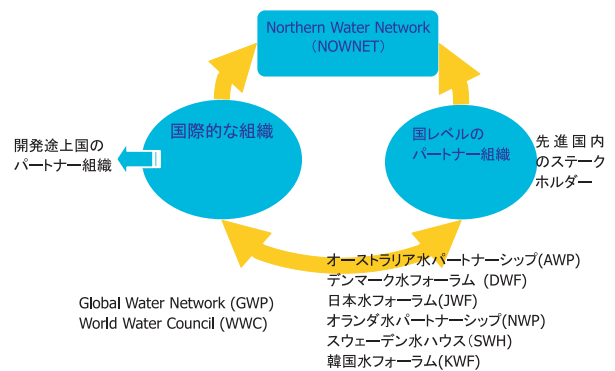 Northern Water Network
（NOWNET）
国際的な組織
国レベルの
パートナー組織
開発途上国の
パートナー組織
先進国内
のステーク
ホルダー
Global Water Network (GWP)
World Water Council (WWC)
オーストラリア水パートナーシップ(AWP)
デンマーク水フォーラム (DWF)
日本水フォーラム(JWF)
オランダ水パートナーシップ(NWP)
スウェーデン水ハウス(SWH)
韓国水フォーラム(KWF)